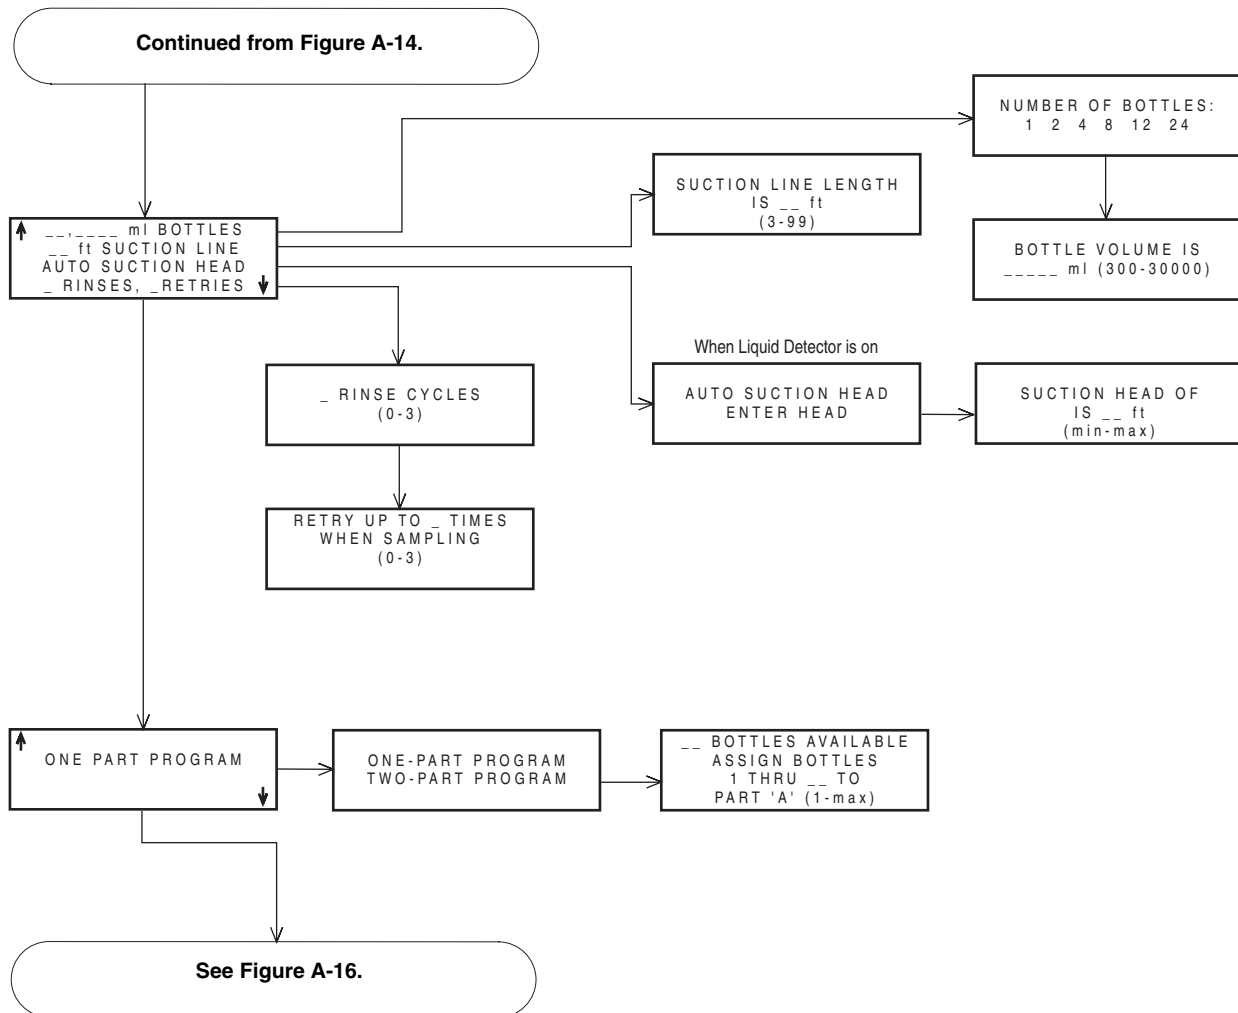 Continued from Figure A-14.
NUMBER OF BOTTLES:
1 2 4 8 12 24
SUCTION LINE LENGTH
IS __ ft
(3-99)
__,____ ml BOTTLES
__ ft SUCTION LINE
AUTO SUCTION HEAD
_ RINSES, _RETRIES
BOTTLE VOLUME IS
_____ ml (300-30000)
When Liquid Detector is on
_ RINSE CYCLES
(0-3)
AUTO SUCTION HEAD
ENTER HEAD
SUCTION HEAD OF
IS __ ft
(min-max)
RETRY UP TO _ TIMES
WHEN SAMPLING
(0-3)
ONE PART PROGRAM
ONE-PART PROGRAM
TWO-PART PROGRAM
__ BOTTLES AVAILABLE
ASSIGN BOTTLES
1 THRU __ TO
PART 'A' (1-max)
See Figure A-16.